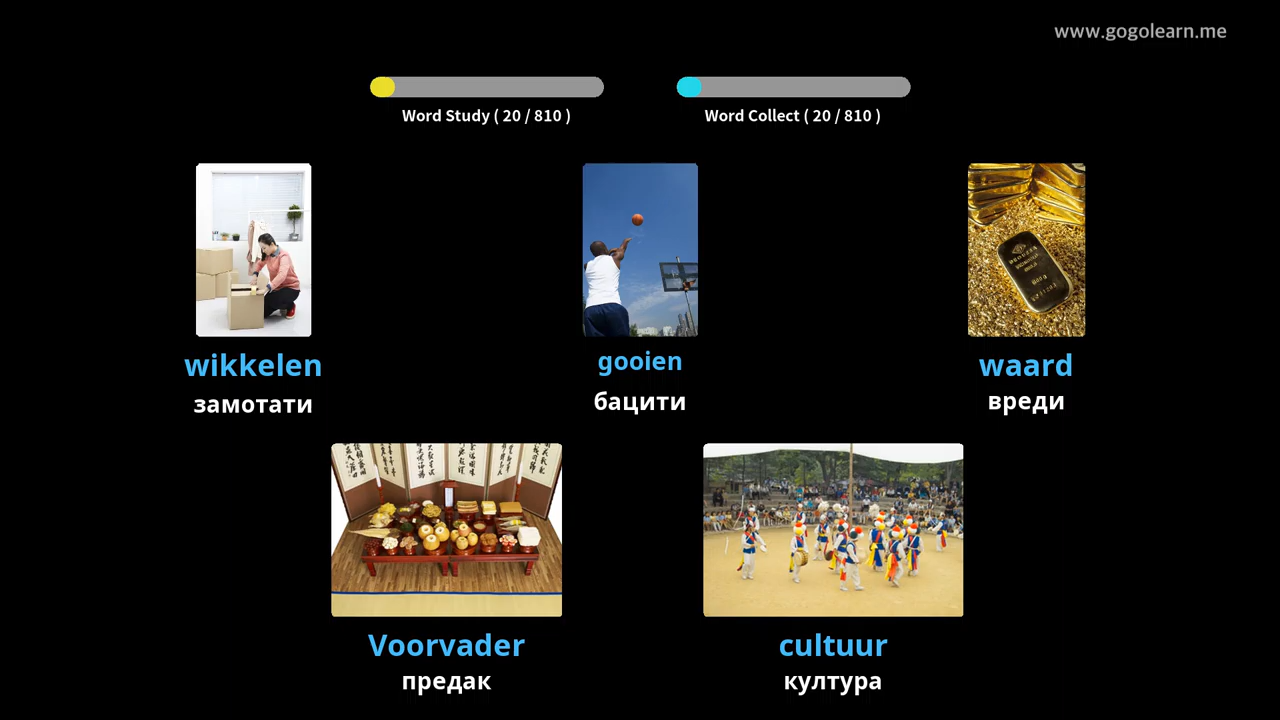 www.gogolearn.me
Word Study ( 20 / 810 )
Word Collect ( 20 / 810 )
wikkelen
gooien
waard
замотати
бацити
вреди
Voorvader
cultuur
предак
култура